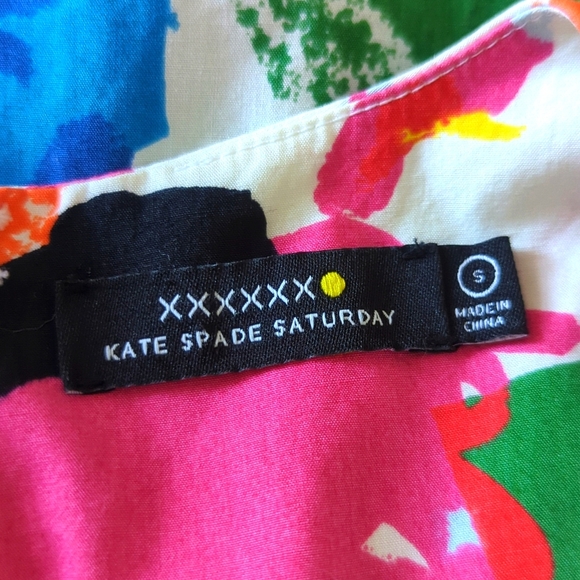 XXXXXX
KATE SPADE SATURDAY
S
MADE IN
CHINA